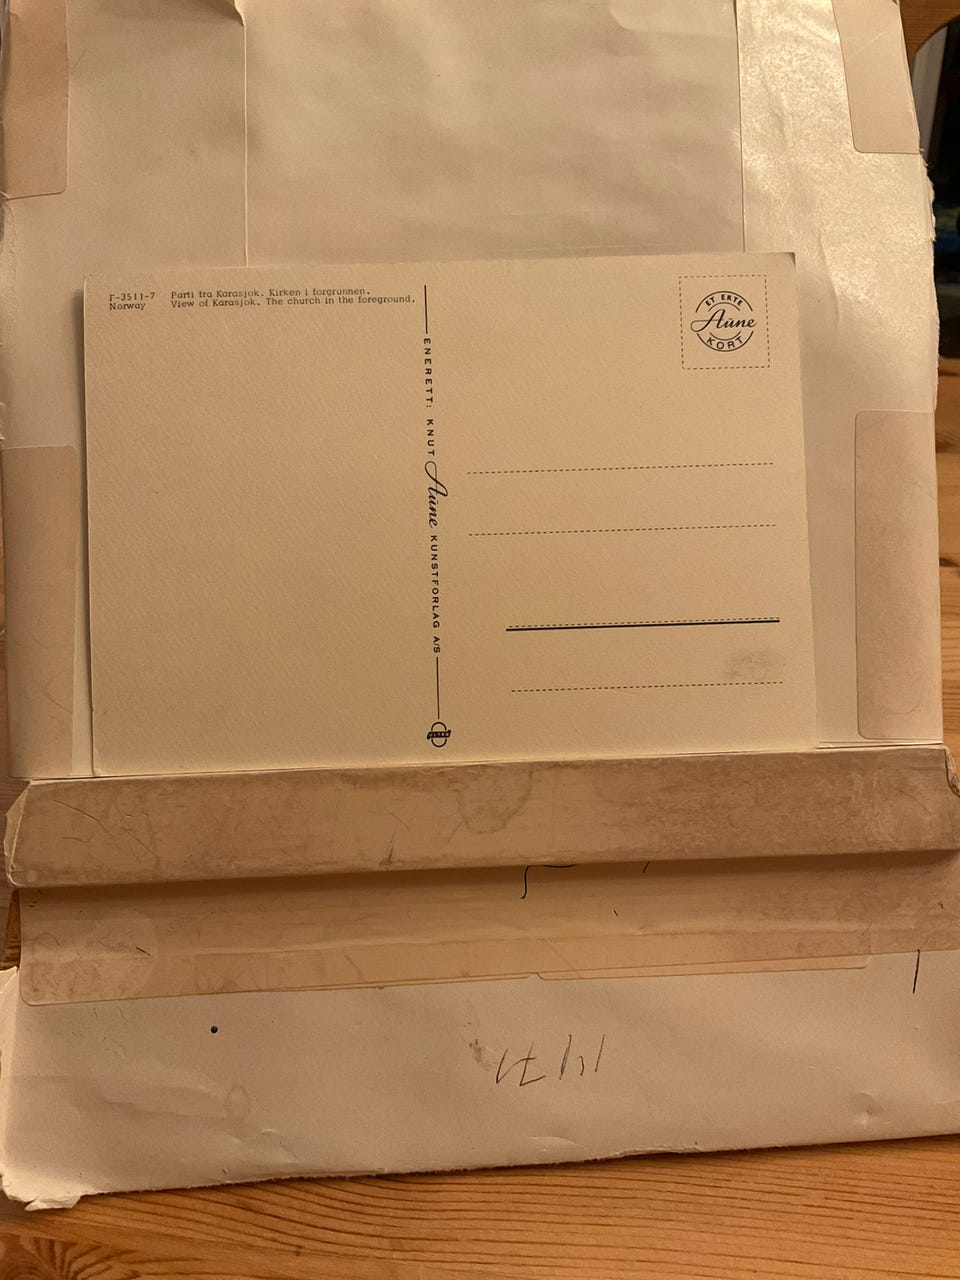 F-3511-7 Parti fra Karasjok. Kirken i forgrunnen.
Norway View of Karasjok. The church in the foreground.
ENERETT: KNUT Aune KUNSTFORLAG A/S
ET EKTE
Aune
KORT